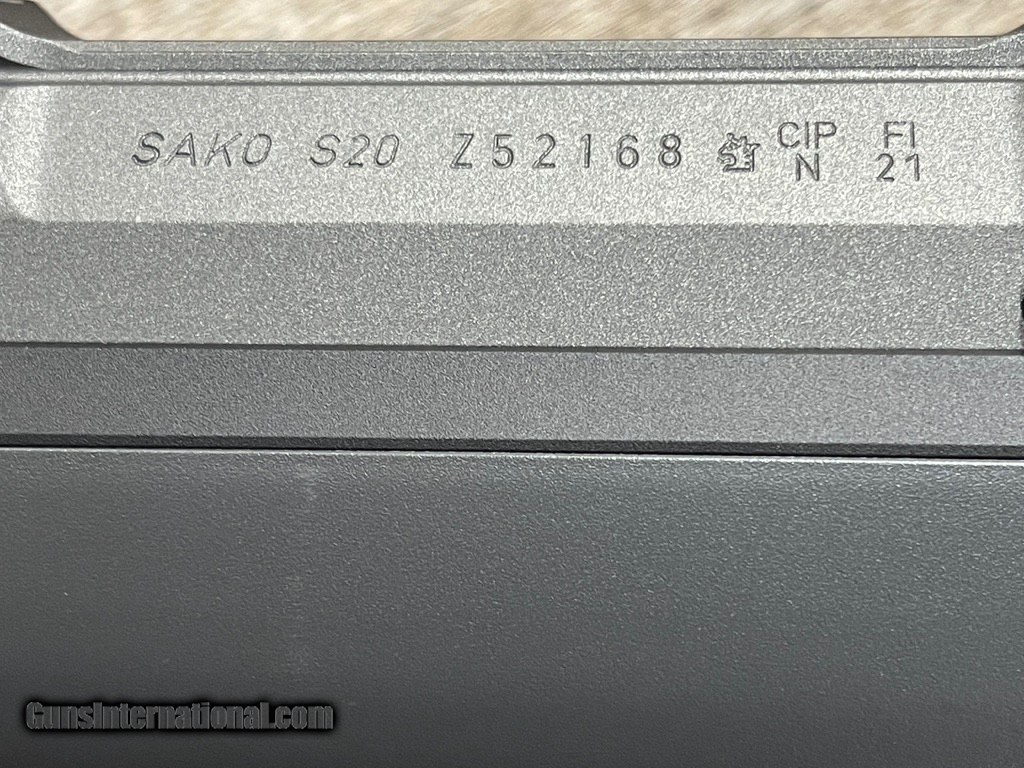 SAKO S20 Z52168 CIP FI
N 21
GunsInternational.com